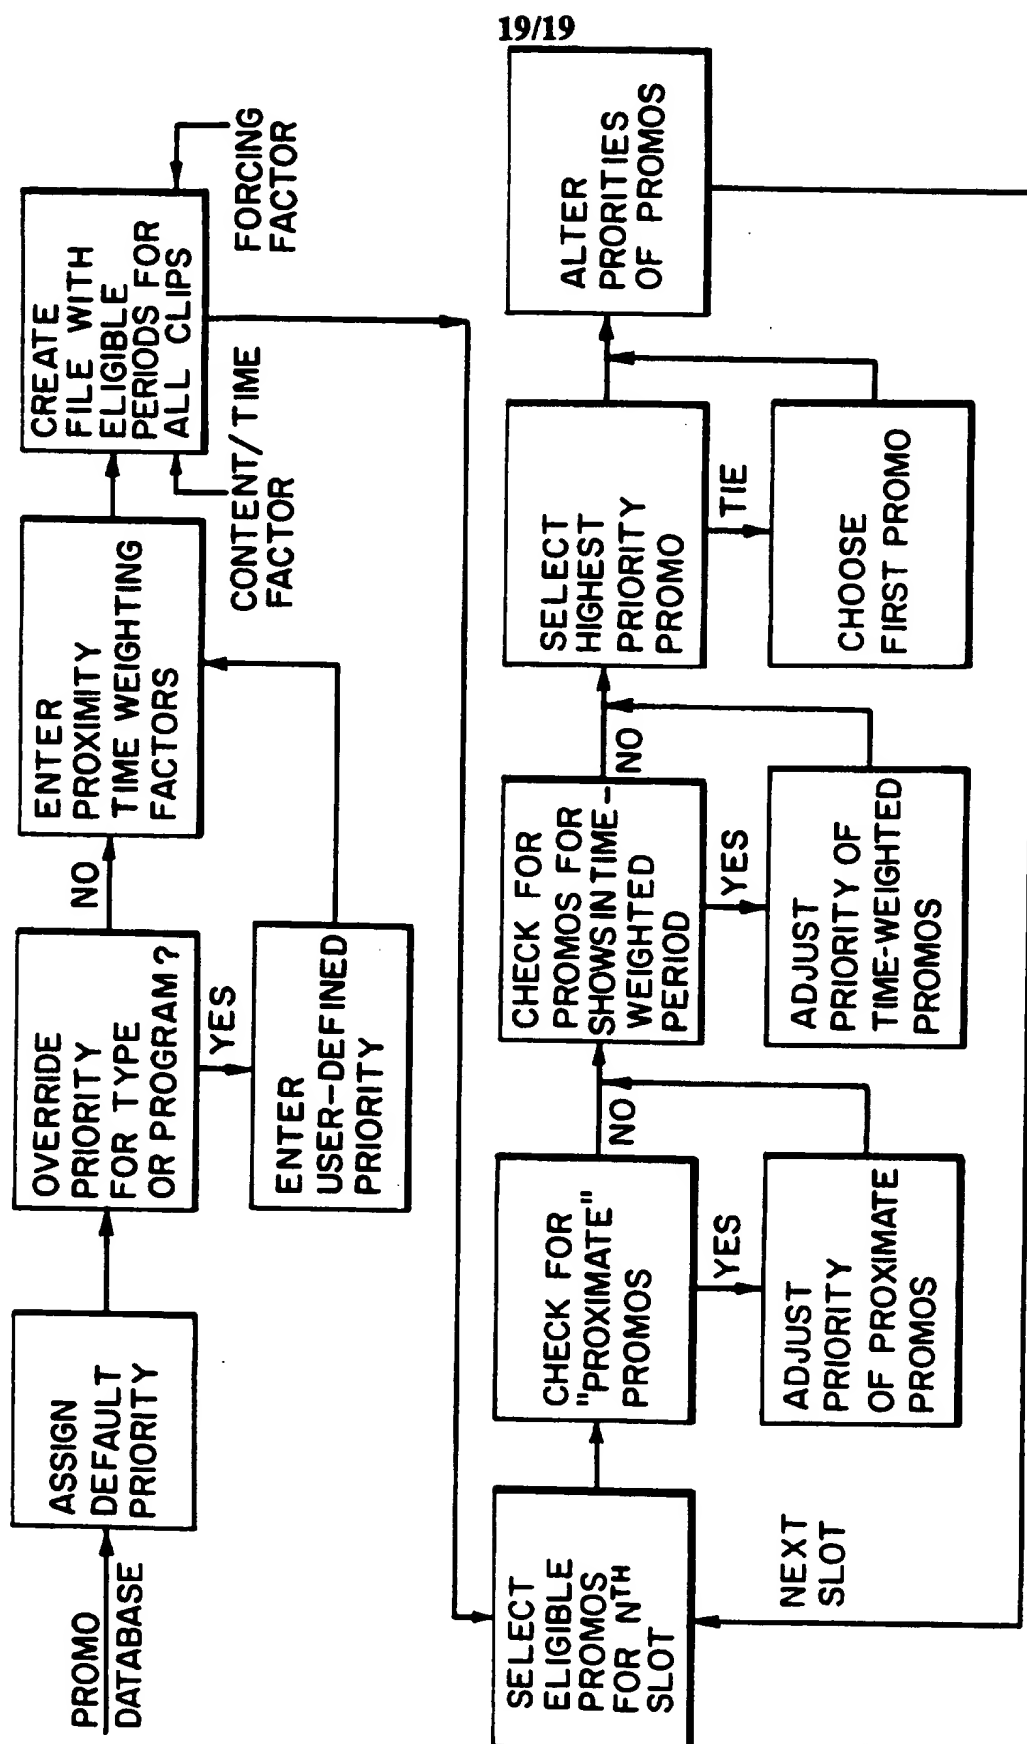 19/19
PROMO
DATABASE
ASSIGN
DEFAULT
PRIORITY
OVERRIDE
PRIORITY
FOR TYPE
OR PROGRAM?
NO
YES
ENTER
USER-DEFINED
PRIORITY
ENTER
PROXIMITY
TIME WEIGHTING
FACTORS
CREATE
FILE WITH
ELIGIBLE
PERIODS FOR
ALL CLIPS
CONTENT/TIME
FACTOR
FORCING
FACTOR
SELECT
ELIGIBLE
PROMOS
FOR NTH
SLOT
NEXT
SLOT
CHECK FOR
"PROXIMATE"
PROMOS
NO
YES
ADJUST
PRIORITY
OF PROXIMATE
PROMOS
CHECK FOR
PROMOS FOR
SHOWS IN TIME-
WEIGHTED
PERIOD
NO
YES
ADJUST
PRIORITY OF
TIME-WEIGHTED
PROMOS
SELECT
HIGHEST
PRIORITY
PROMO
TIE
CHOOSE
FIRST PROMO
ALTER
PRORITIES
OF PROMOS